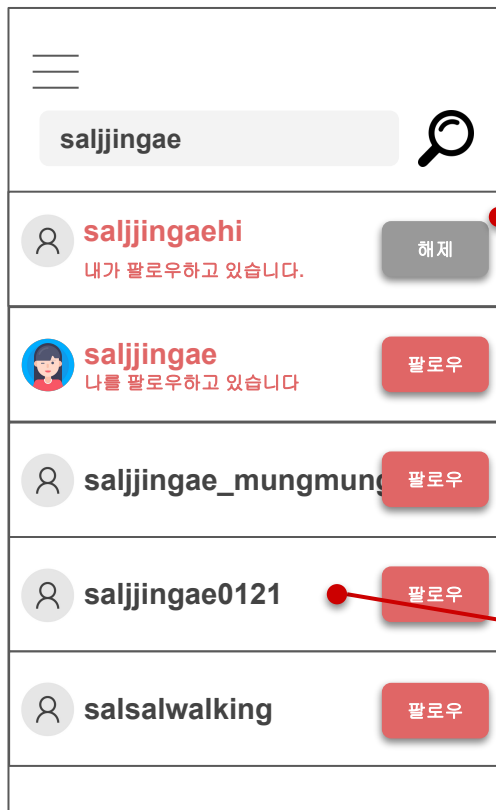 saljjingae
saljjingaehi
내가 팔로우하고 있습니다.
해제
saljjingae
나를 팔로우하고 있습니다
팔로우
saljjingae_mungmung
팔로우
saljjingae0121
팔로우
salsalwalking
팔로우